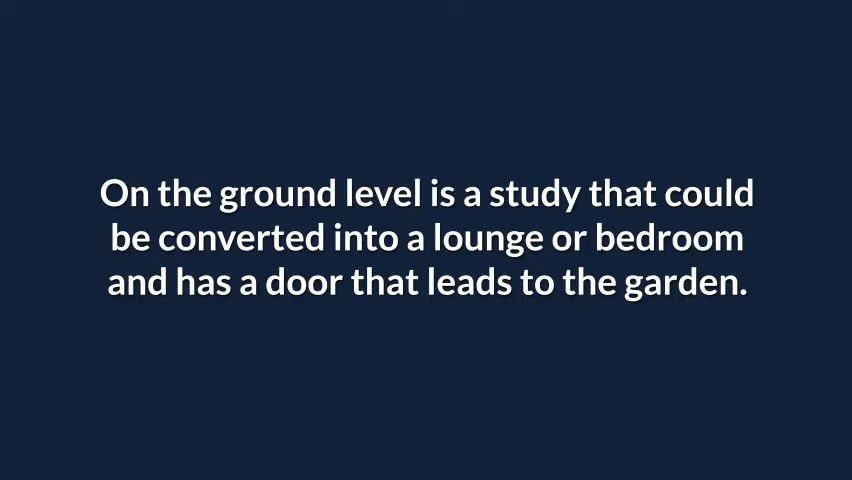 On the ground level is a study that could
be converted into a lounge or bedroom
and has a door that leads to the garden.